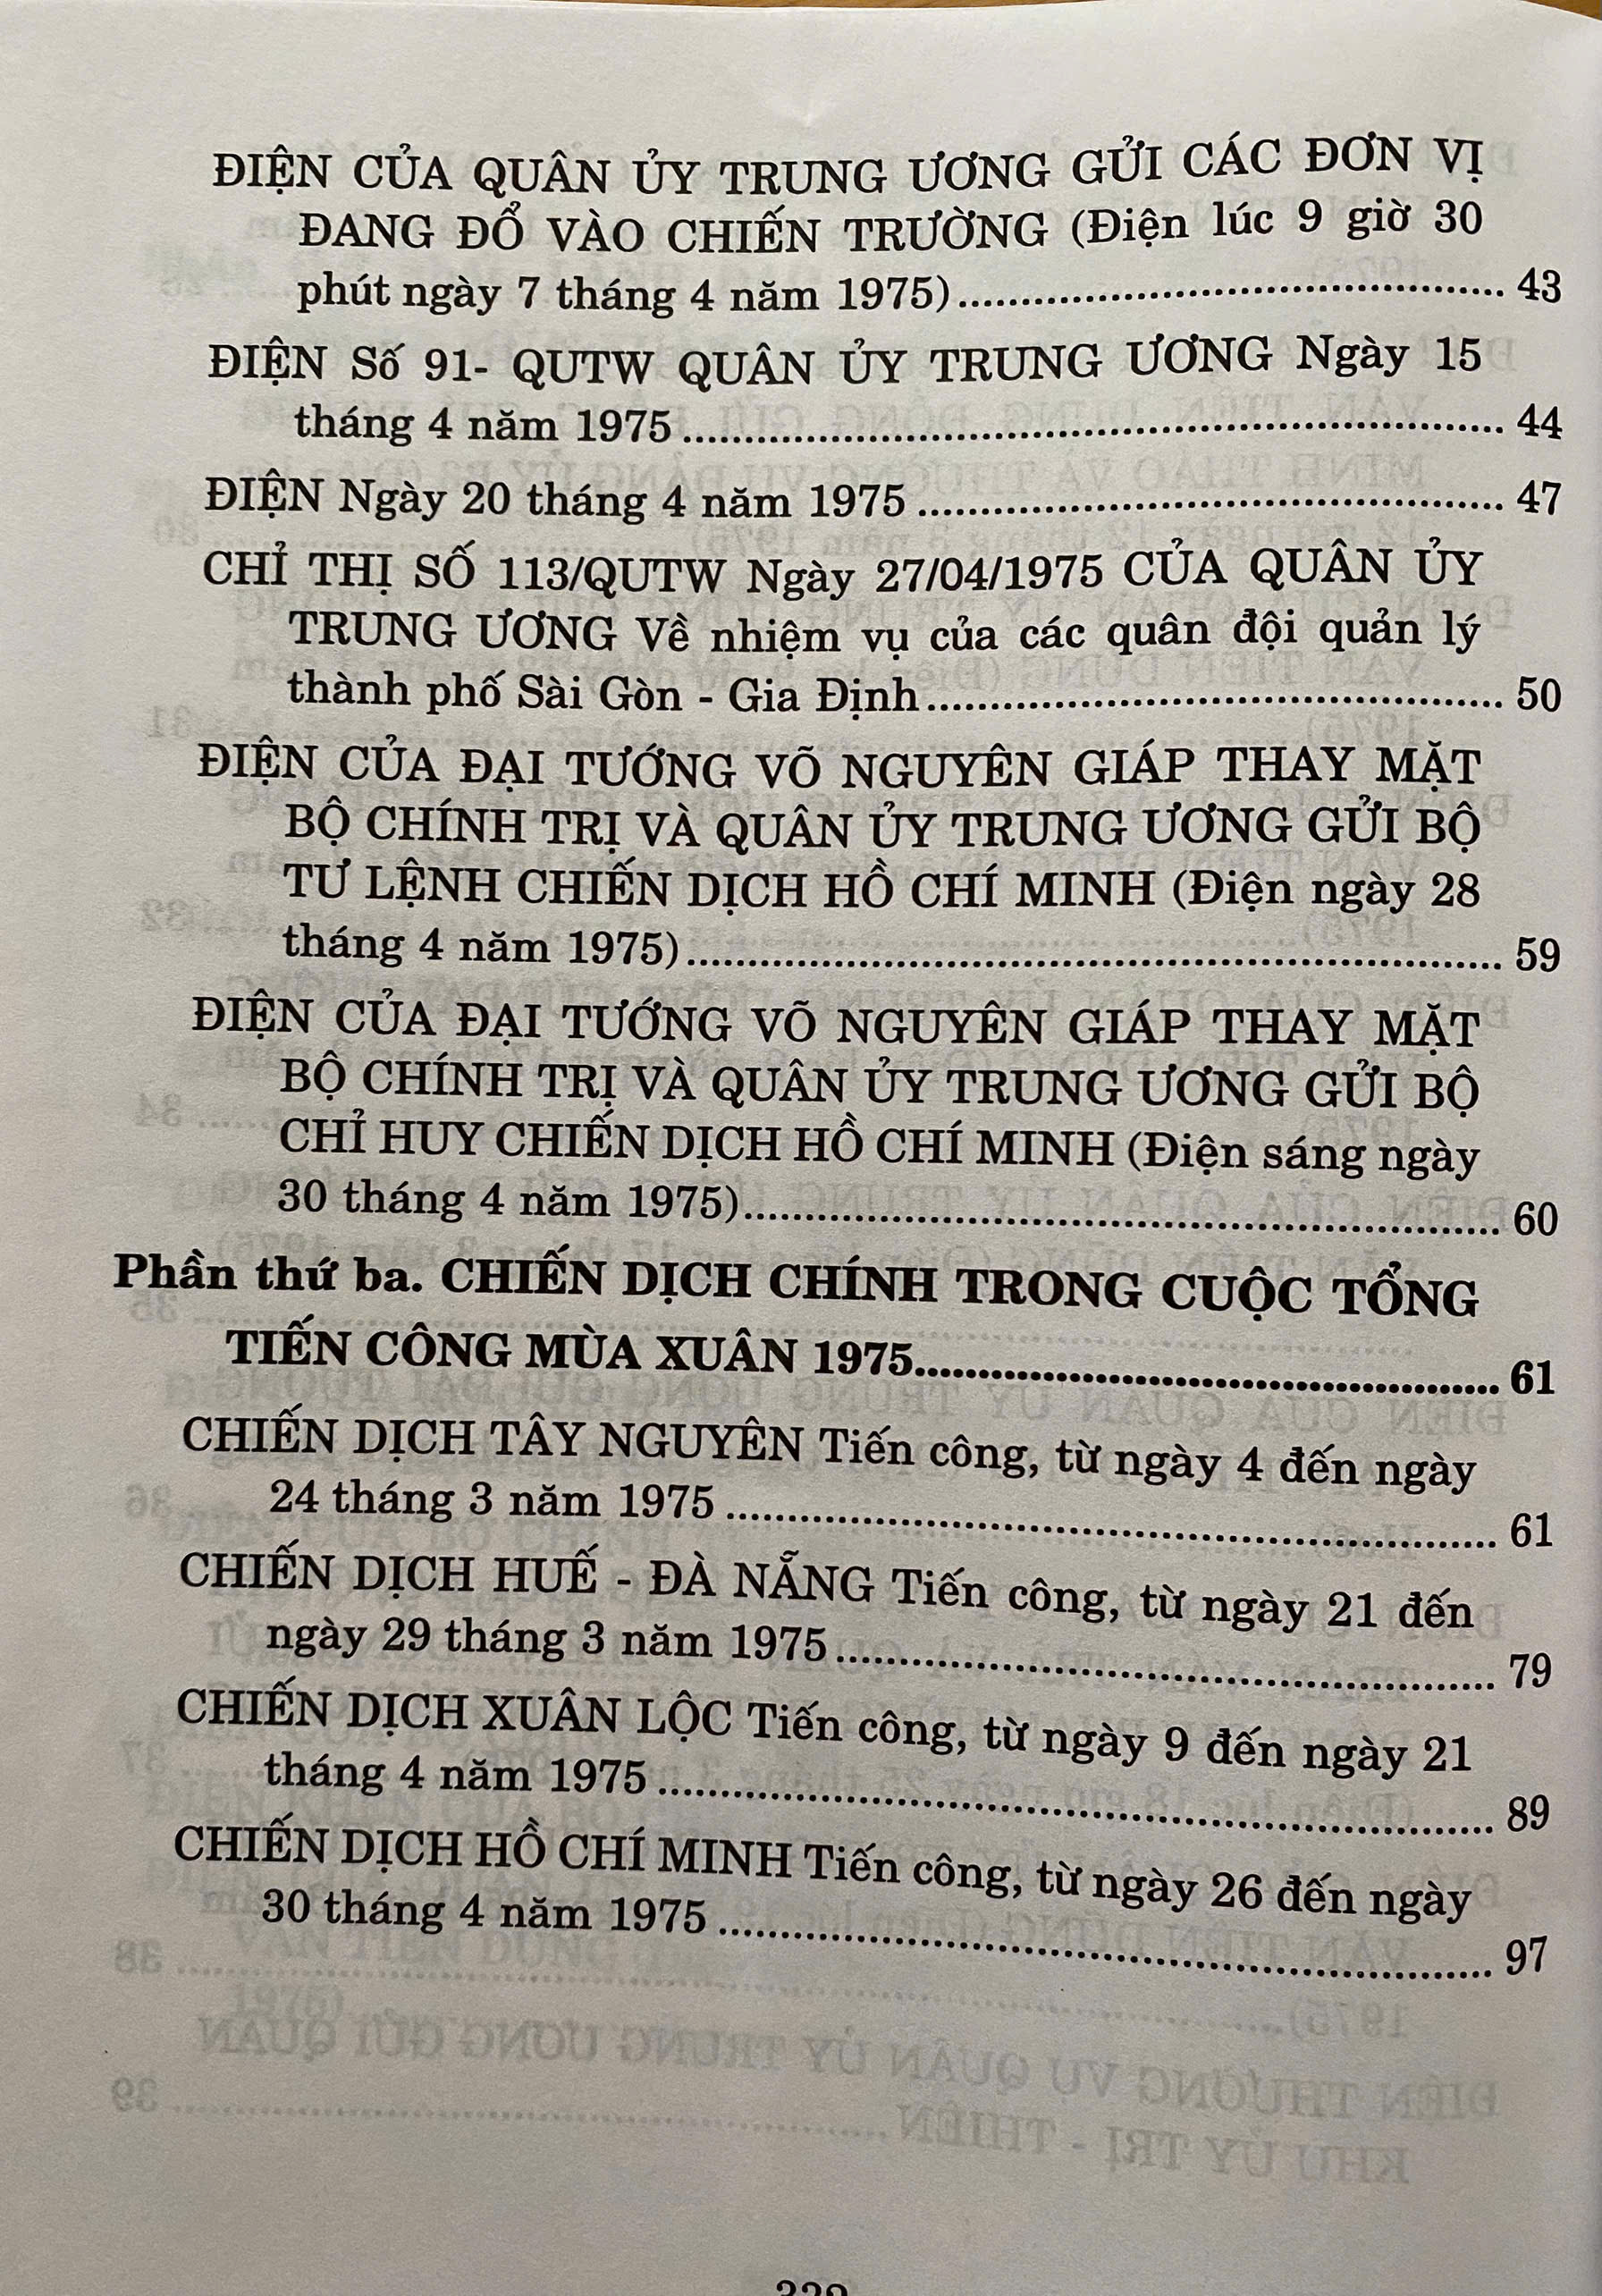 ĐIỆN CỦA QUÂN ỦY TRUNG ƯƠNG GỬI CÁC ĐƠN VỊ
ĐANG ĐỔ VÀO CHIẾN TRƯỜNG (Điện lúc 9 giờ 30
phút ngày 7 tháng 4 năm 1975)........................................... 43
ĐIỆN Số 91- QUTW QUÂN ỦY TRUNG ƯƠNG Ngày 15
tháng 4 năm 1975 ................................................................. 44
ĐIỆN Ngày 20 tháng 4 năm 1975 .............................................. 47
CHỈ THỊ SỐ 113/QUTW Ngày 27/04/1975 CỦA QUÂN ỦY
TRUNG ƯƠNG Về nhiệm vụ của các quân đội quản lý
thành phố Sài Gòn - Gia Định.............................................. 50
ĐIỆN CỦA ĐẠI TƯỚNG VÕ NGUYÊN GIÁP THAY MẶT
BỘ CHÍNH TRỊ VÀ QUÂN ỦY TRUNG ƯƠNG GỬI BỘ
TƯ LỆNH CHIẾN DỊCH HỒ CHÍ MINH (Điện ngày 28
tháng 4 năm 1975)................................................................. 59
ĐIỆN CỦA ĐẠI TƯỚNG VÕ NGUYÊN GIÁP THAY MẶT
BỘ CHÍNH TRỊ VÀ QUÂN ỦY TRUNG ƯƠNG GỬI BỘ
CHỈ HUY CHIẾN DỊCH HỒ CHÍ MINH (Điện sáng ngày
30 tháng 4 năm 1975)............................................................ 60
Phần thứ ba. CHIẾN DỊCH CHÍNH TRONG CUỘC TỔNG
TIẾN CÔNG MÙA XUÂN 1975............................................... 61
CHIẾN DỊCH TÂY NGUYÊN Tiến công, từ ngày 4 đến ngày
24 tháng 3 năm 1975 ............................................................. 61
CHIẾN DỊCH HUẾ - ĐÀ NẴNG Tiến công, từ ngày 21 đến
ngày 29 tháng 3 năm 1975..................................................... 79
CHIẾN DỊCH XUÂN LỘC Tiến công, từ ngày 9 đến ngày 21
tháng 4 năm 1975 .................................................................. 89
CHIẾN DỊCH HỒ CHÍ MINH Tiến công, từ ngày 26 đến ngày
30 tháng 4 năm 1975 ............................................................. 97